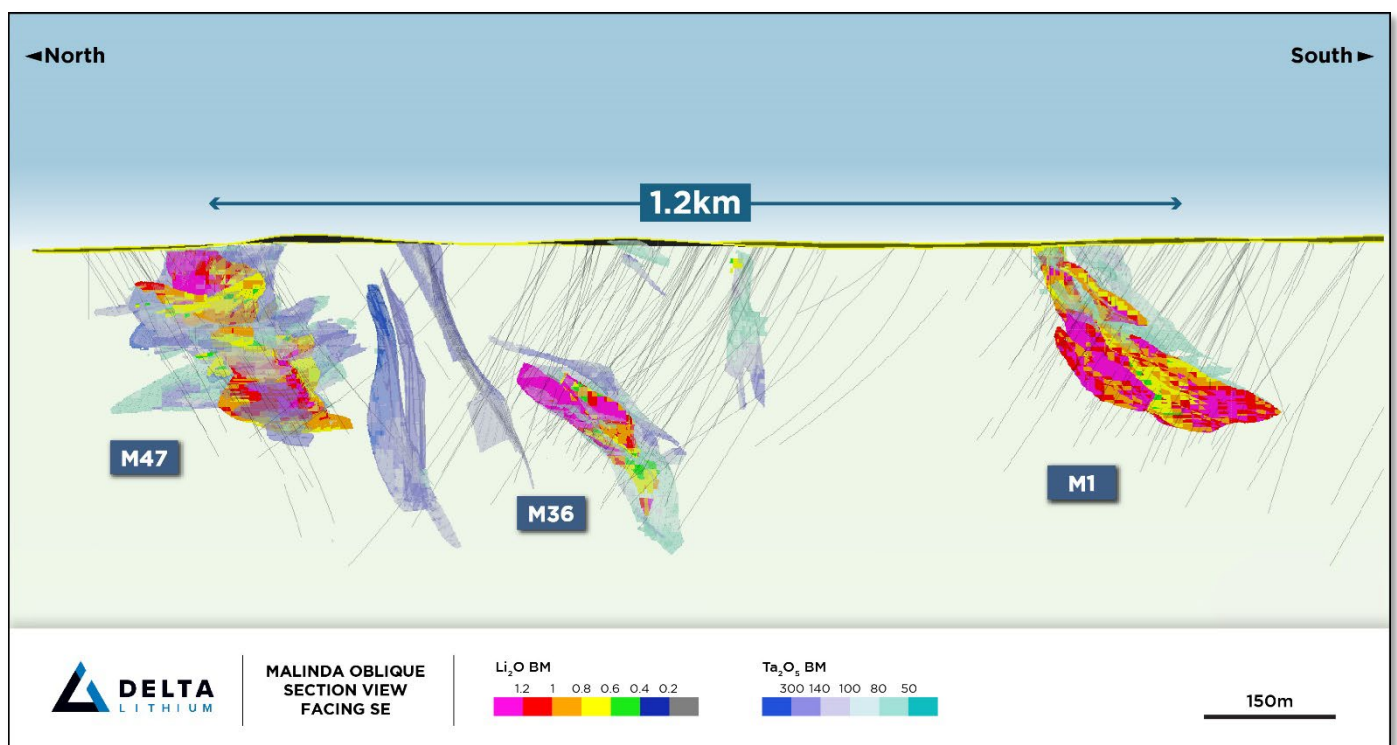 ◄North
South►
1.2km
M47
M36
M1
DELTA
LITHIUM
MALINDA OBLIQUE
SECTION VIEW
FACING SE
Li₂O BM
1.2 1 0.8 0.6 0.4 0.2
Ta₂O₅ BM
300 140 100 80 50
150m